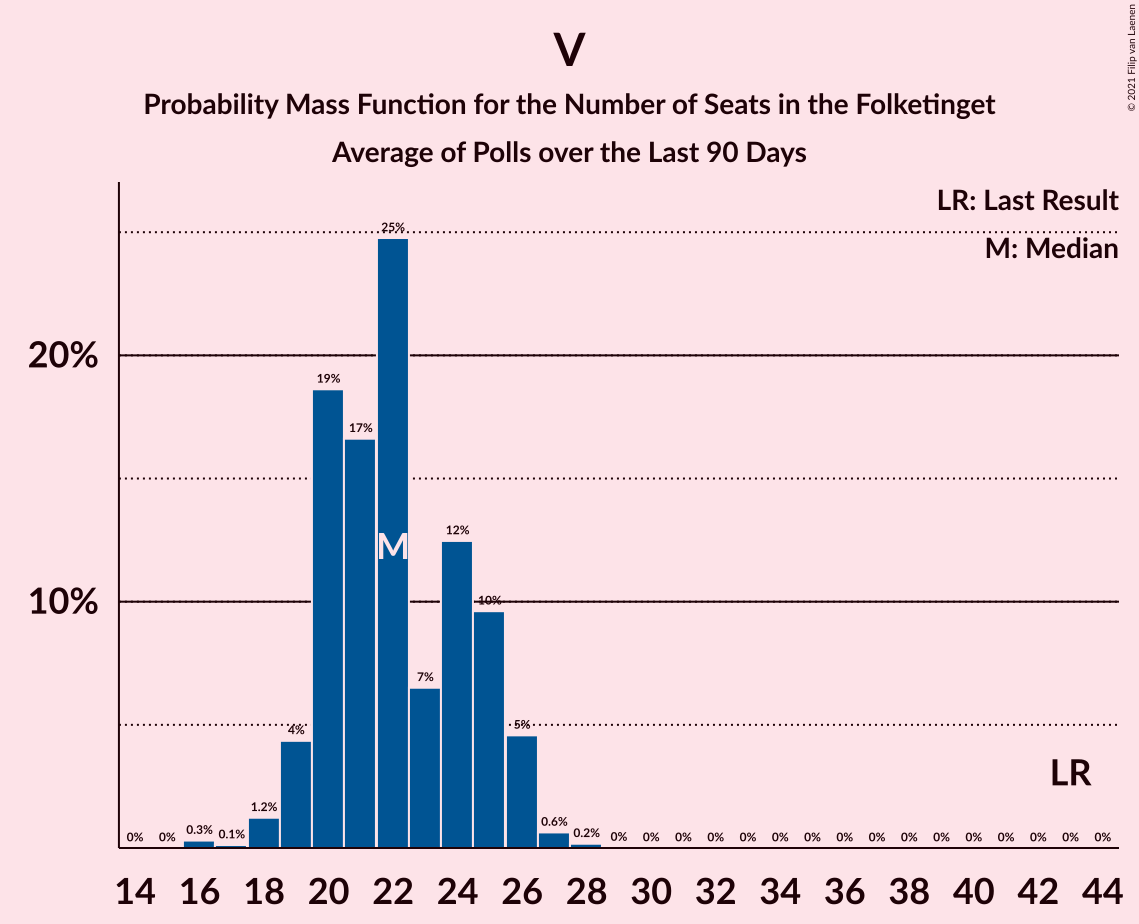 V
Probability Mass Function for the Number of Seats in the Folketinget
Average of Polls over the Last 90 Days
© 2021 Filip van Laenen
LR: Last Result
M: Median
25%
20%
19%
17%
M
12%
10%
10%
7%
5%
4%
LR
1.2%
0.6%
0% 0% 0.3% 0.1% 0.2% 0% 0% 0% 0% 0% 0% 0% 0% 0% 0% 0% 0% 0% 0% 0% 0%
14 16 18 20 22 24 26 28 30 32 34 36 38 40 42 44